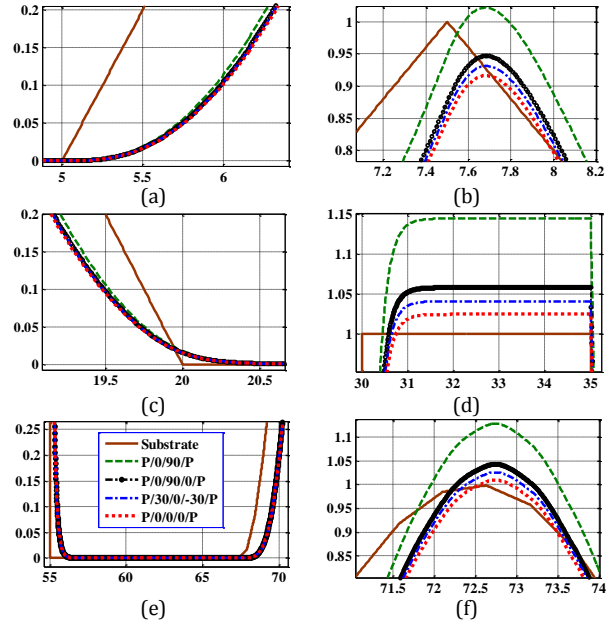 0.2
0.15
0.1
0.05
0
5 5.5 6
(a)
1
0.95
0.9
0.85
0.8
7.2 7.4 7.6 7.8 8 8.2
(b)
0.2
0.15
0.1
0.05
0
19.5 20 20.5
(c)
1.15
1.1
1.05
1
30 31 32 33 34 35
(d)
0.25
0.2
0.15
0.1
0.05
0
Substrate
P/0/90/P
P/0/90/0/P
P/30/0/-30/P
P/0/0/0/P
55 60 65 70
(e)
1.1
1.05
1
0.95
0.9
0.85
71.5 72 72.5 73 73.5 74
(f)